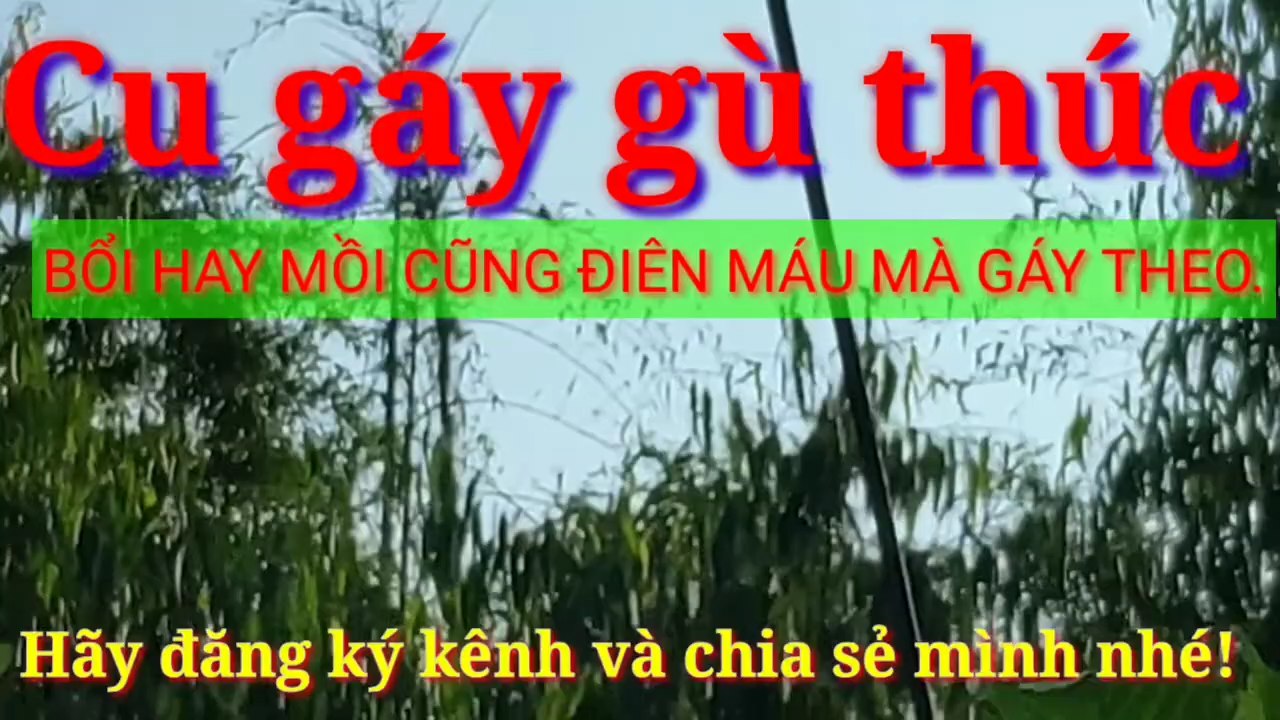 Cu gáy gù thúc
BỔI HAY MỒI CŨNG ĐIÊN MÁU MÀ GÁY THEO.
Hãy đăng ký kênh và chia sẻ mình nhé!